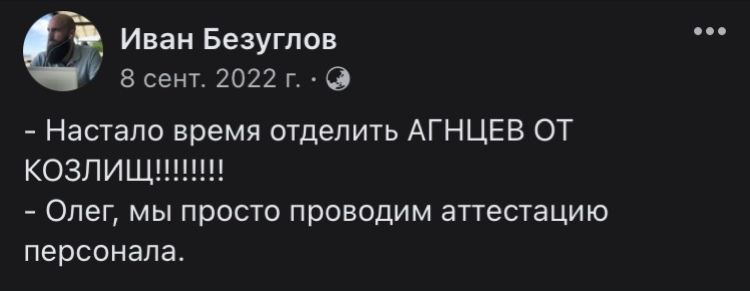 Иван Безуглов
8 сент. 2022 г. ·
- Настало время отделить АГНЦЕВ ОТ
КОЗЛИЩ!!!!!!!!
- Олег, мы просто проводим аттестацию
персонала.